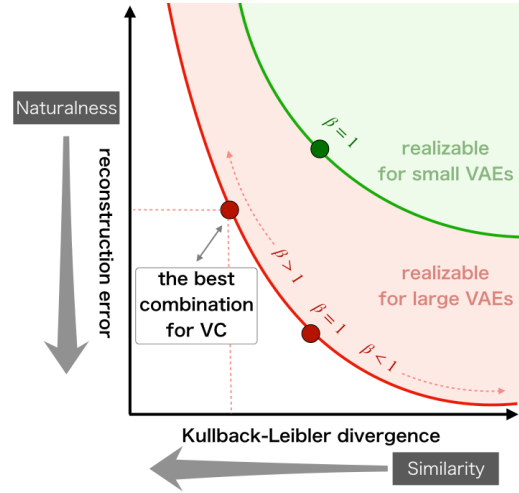 Naturalness
reconstruction error
β = 1
realizable
for small VAEs
realizable
for large VAEs
β > 1
the best
combination
for VC
β = 1
β < 1
Kullback-Leibler divergence
Similarity